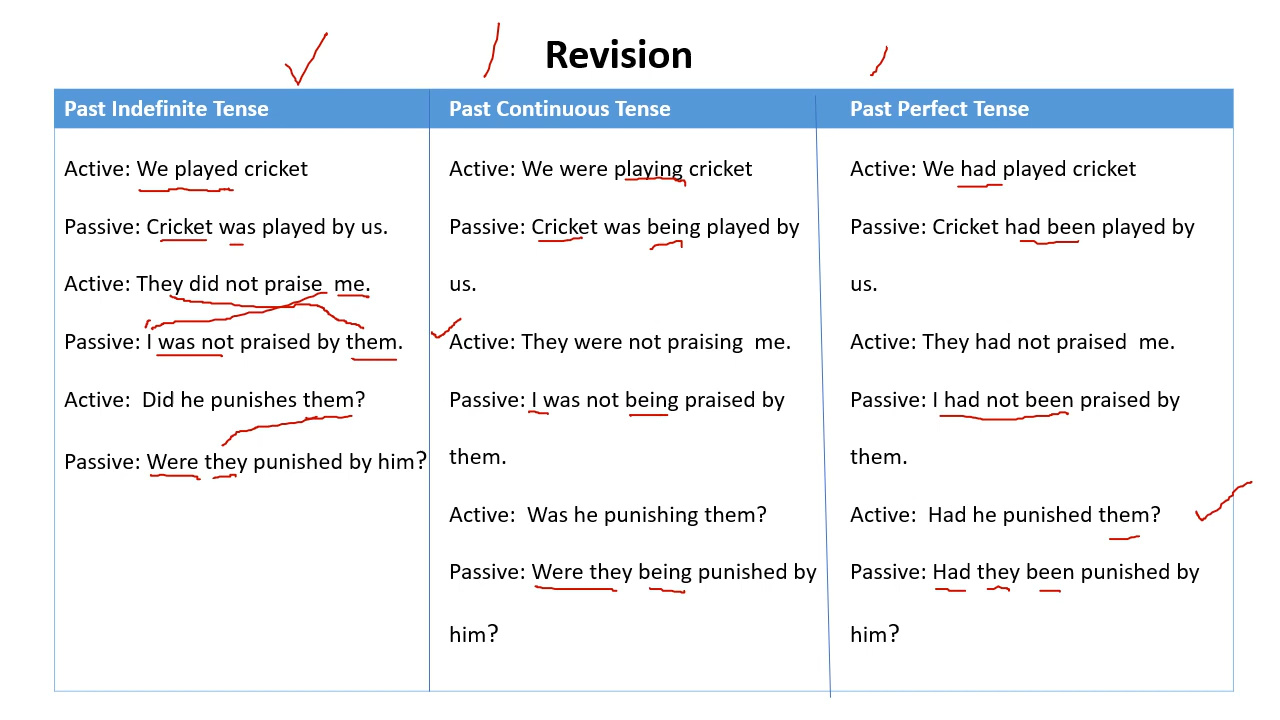 Revision
Past Indefinite Tense
Active: We played cricket
Passive: Cricket was played by us.
Active: They did not praise me.
Passive: I was not praised by them.
Active: Did he punishes them?
Passive: Were they punished by him?
Past Continuous Tense
Active: We were playing cricket
Passive: Cricket was being played by
us.
Active: They were not praising me.
Passive: I was not being praised by
them.
Active: Was he punishing them?
Passive: Were they being punished by
him?
Past Perfect Tense
Active: We had played cricket
Passive: Cricket had been played by
us.
Active: They had not praised me.
Passive: I had not been praised by
them.
Active: Had he punished them?
Passive: Had they been punished by
him?